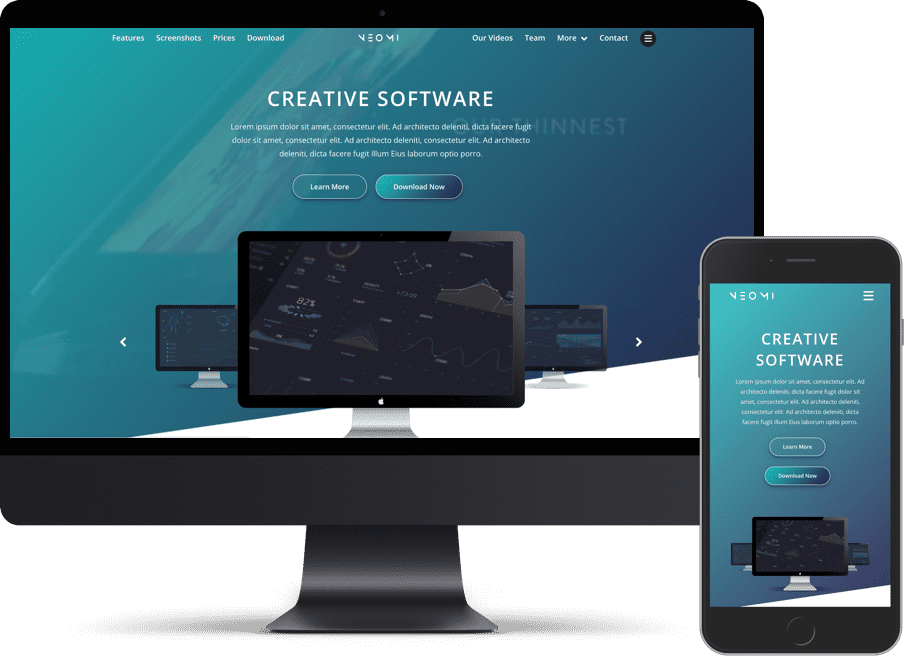 Features Screenshots Prices Download NEOMI Our Videos Team More Contact
CREATIVE SOFTWARE
OUR THINNEST
Lorem ipsum dolor sit amet, consectetur elit. Ad architecto deleniti, dicta facere fugit
dolor sit amet, consectetur elit. Ad architecto deleniti, consectetur elit. Ad architecto
deleniti, dicta facere fugit illum Eius laborum optio porro.
Learn More Download Now
82%
NEOMI
CREATIVE
SOFTWARE
Lorem ipsum dolor sit amet, consectetur elit. Ad
architecto deleniti, dicta facere fugit dolor sit
amet, consectetur elit. Ad architecto deleniti,
consectetur elit. Ad architecto deleniti, dicta
facere fugit illum Eius laborum optio porro.
Learn More
Download Now